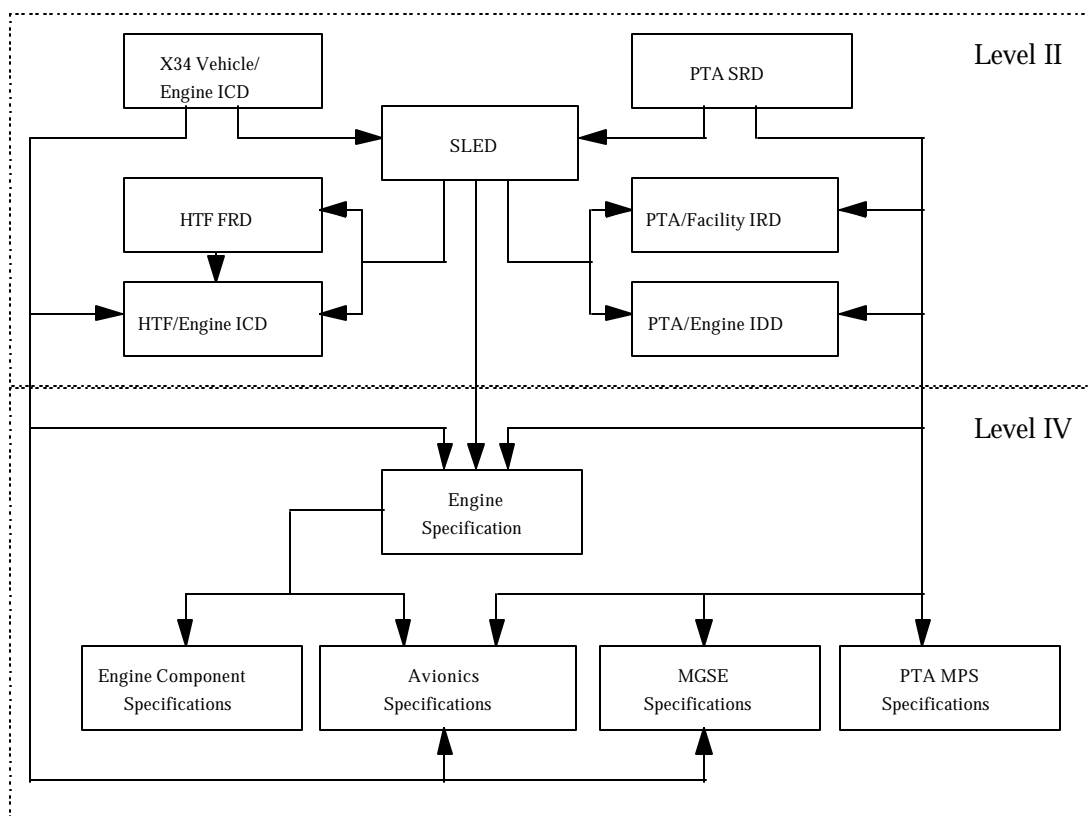 Level II
X34 Vehicle/
Engine ICD
PTA SRD
SLED
HTF FRD
PTA/Facility IRD
HTF/Engine ICD
PTA/Engine IDD
Level IV
Engine
Specification
Engine Component
Specifications
Avionics
Specifications
MGSE
Specifications
PTA MPS
Specifications